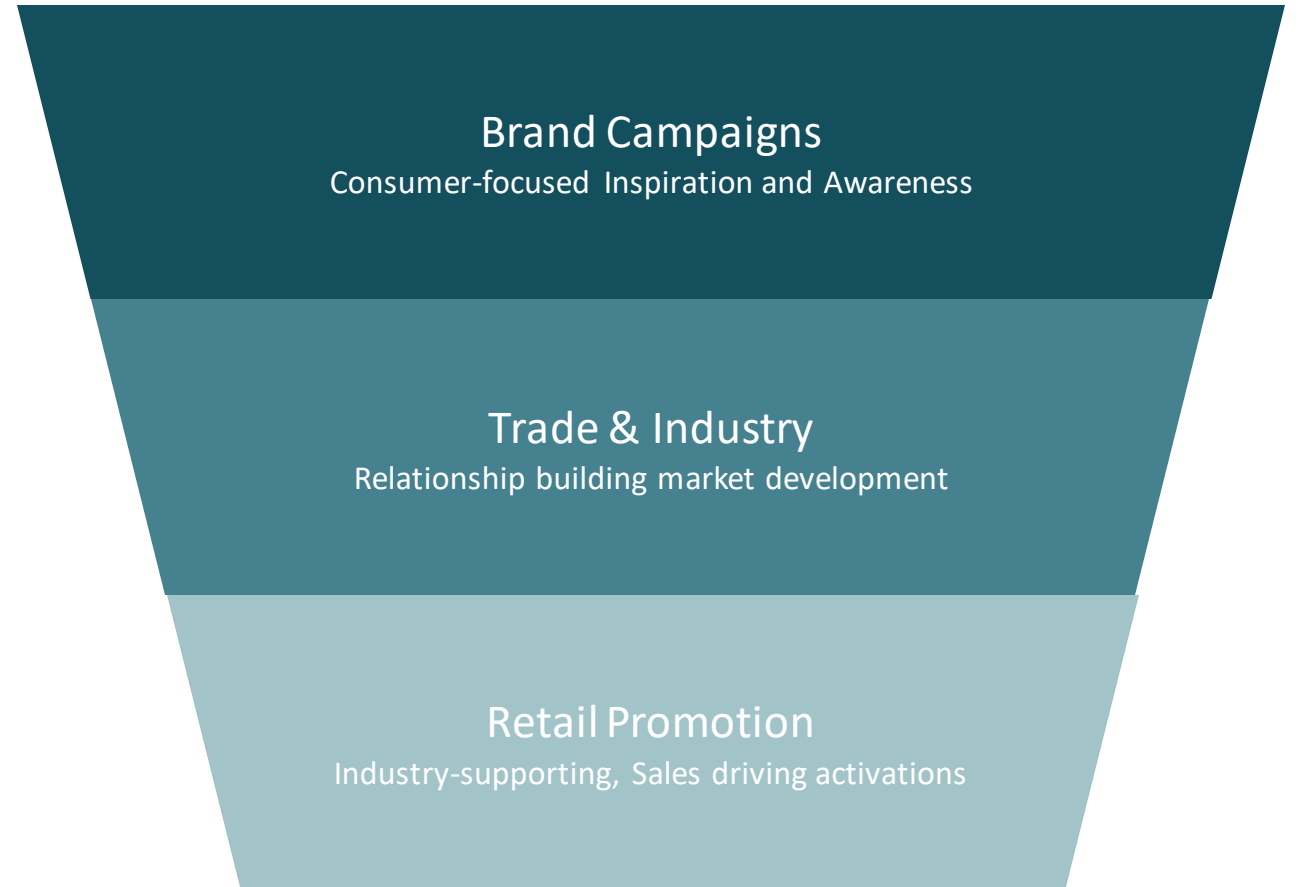 Brand Campaigns
Consumer-focused Inspiration and Awareness
Trade & Industry
Relationship building market development
Retail Promotion
Industry-supporting, Sales driving activations